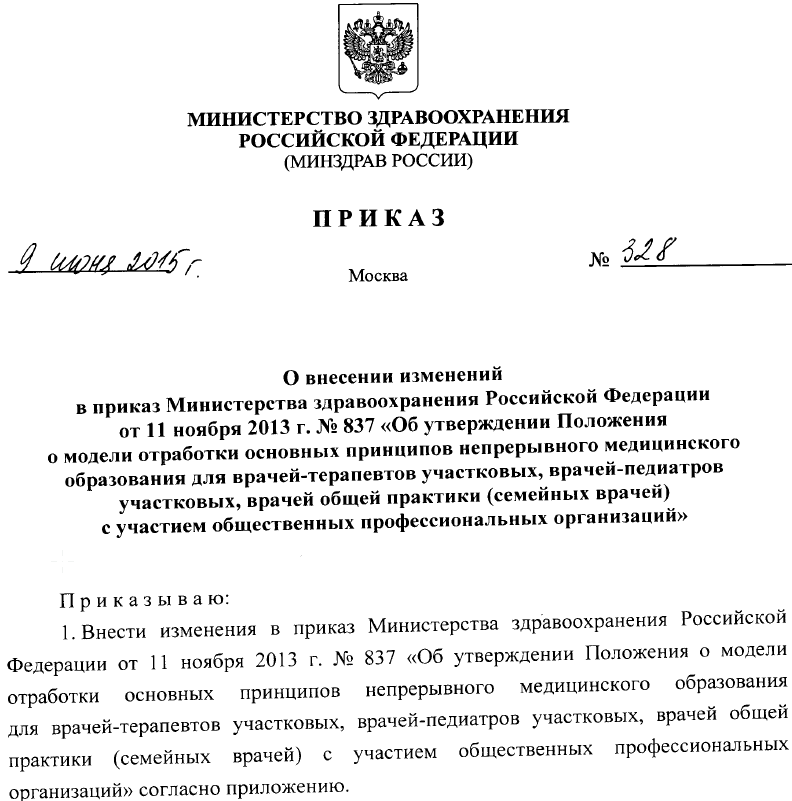 МИНИСТЕРСТВО ЗДРАВООХРАНЕНИЯ
РОССИЙСКОЙ ФЕДЕРАЦИИ
(МИНЗДРАВ РОССИИ)
ПРИКАЗ
9 июня 2015 г.
Москва
№ 328
О внесении изменений
в приказ Министерства здравоохранения Российской Федерации
от 11 ноября 2013 г. № 837 «Об утверждении Положения
о модели отработки основных принципов непрерывного медицинского
образования для врачей-терапевтов участковых, врачей-педиатров
участковых, врачей общей практики (семейных врачей)
с участием общественных профессиональных организаций»
Приказываю:
1. Внести изменения в приказ Министерства здравоохранения Российской
Федерации от 11 ноября 2013 г. № 837 «Об утверждении Положения о модели
отработки основных принципов непрерывного медицинского образования
для врачей-терапевтов участковых, врачей-педиатров участковых, врачей общей
практики (семейных врачей) с участием общественных профессиональных
организаций» согласно приложению.